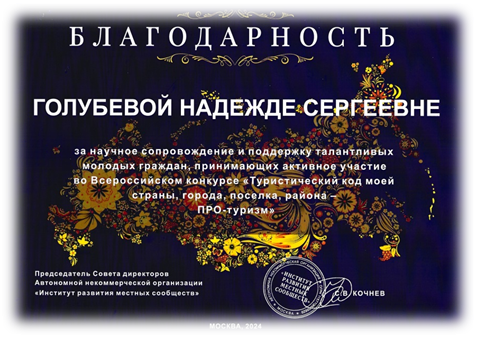 БЛАГОДАРНОСТЬ
ГОЛУБЕВОЙ НАДЕЖДЕ СЕРГЕЕВНЕ
за научное сопровождение и поддержку талантливых
молодых граждан, принимающих активное участие
во Всероссийском конкурсе «Туристический код моей
страны, города, поселка, района –
ПРО-туризм»
Председатель Совета директоров
Автономной некоммерческой организации
«Институт развития местных сообществ»
«ИНСТИТУТ
РАЗВИТИЯ
МЕСТНЫХ
СООБЩЕСТВ»
С.В. КОЧНЕВ
МОСКВА, 2024